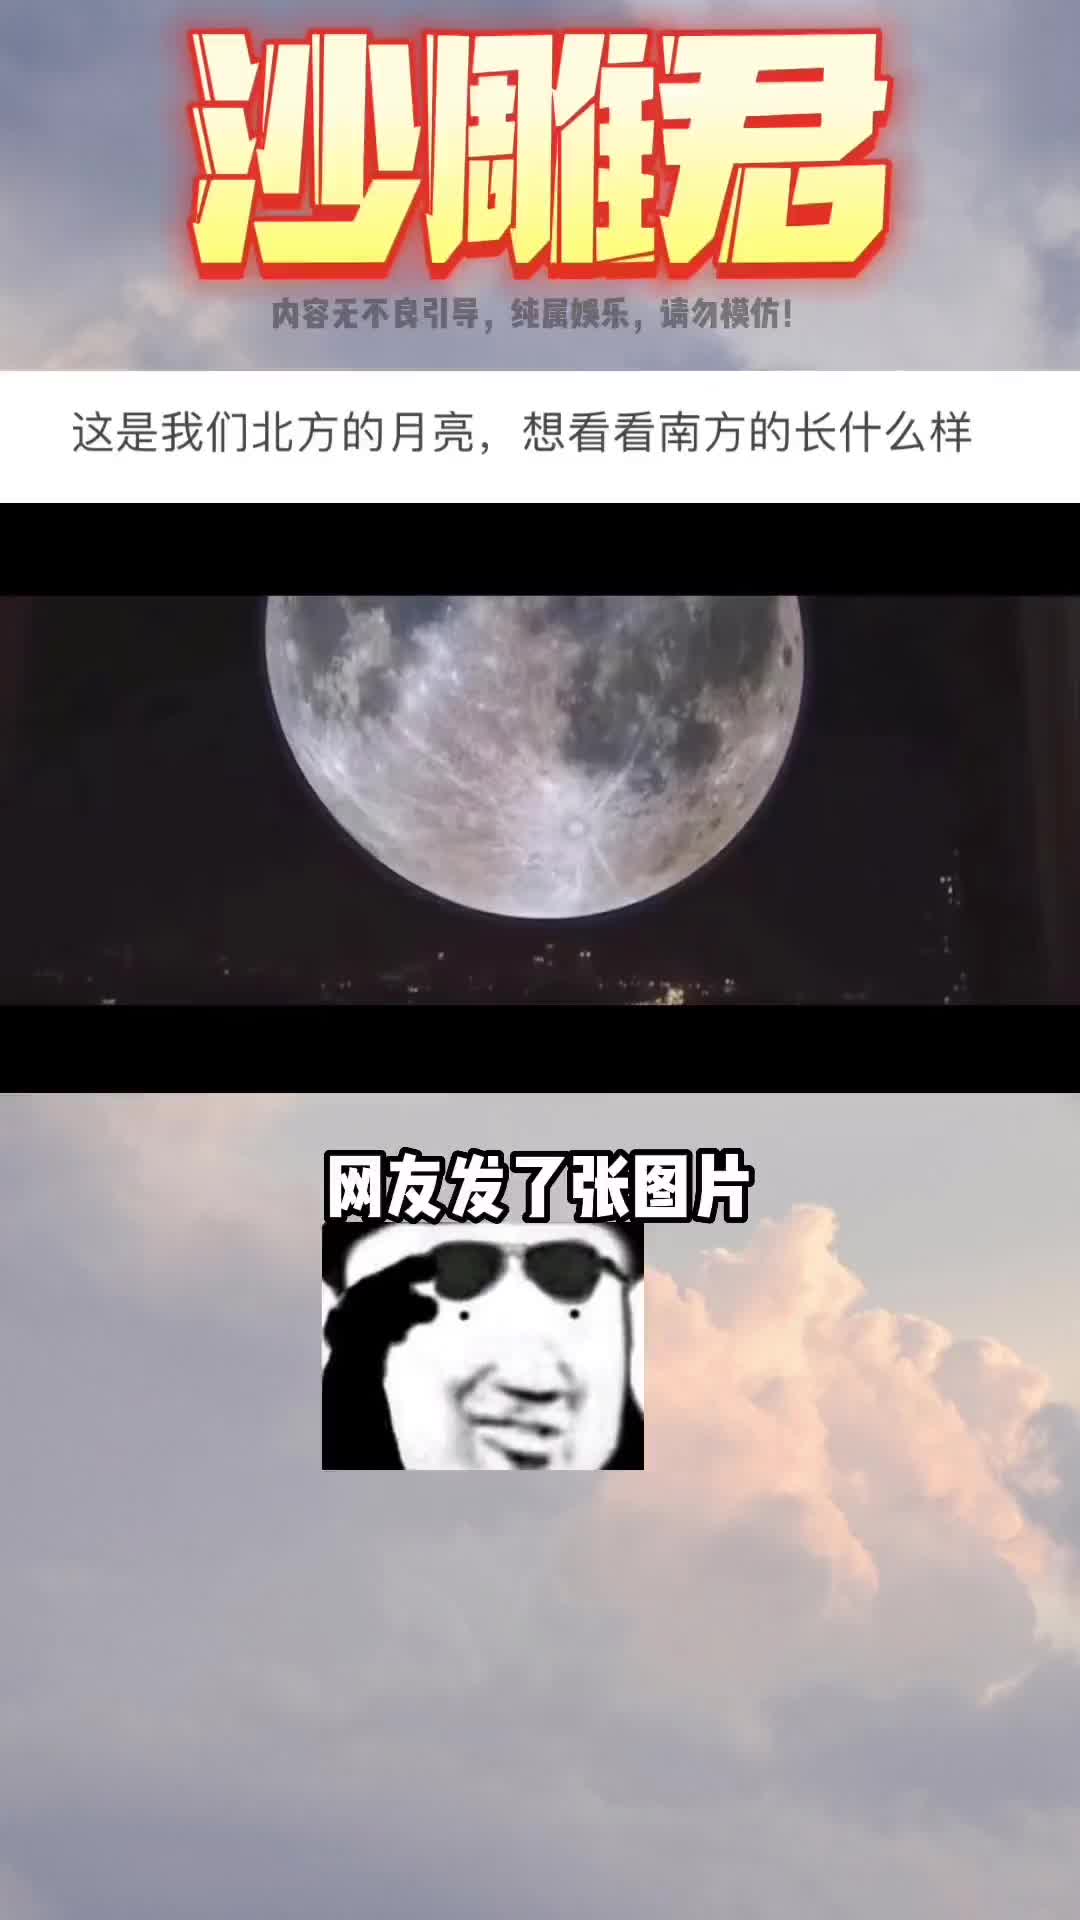 沙雕君
内容无不良引导，纯属娱乐，请勿模仿！
这是我们北方的月亮，想看看南方的长什么样
网友发了张图片